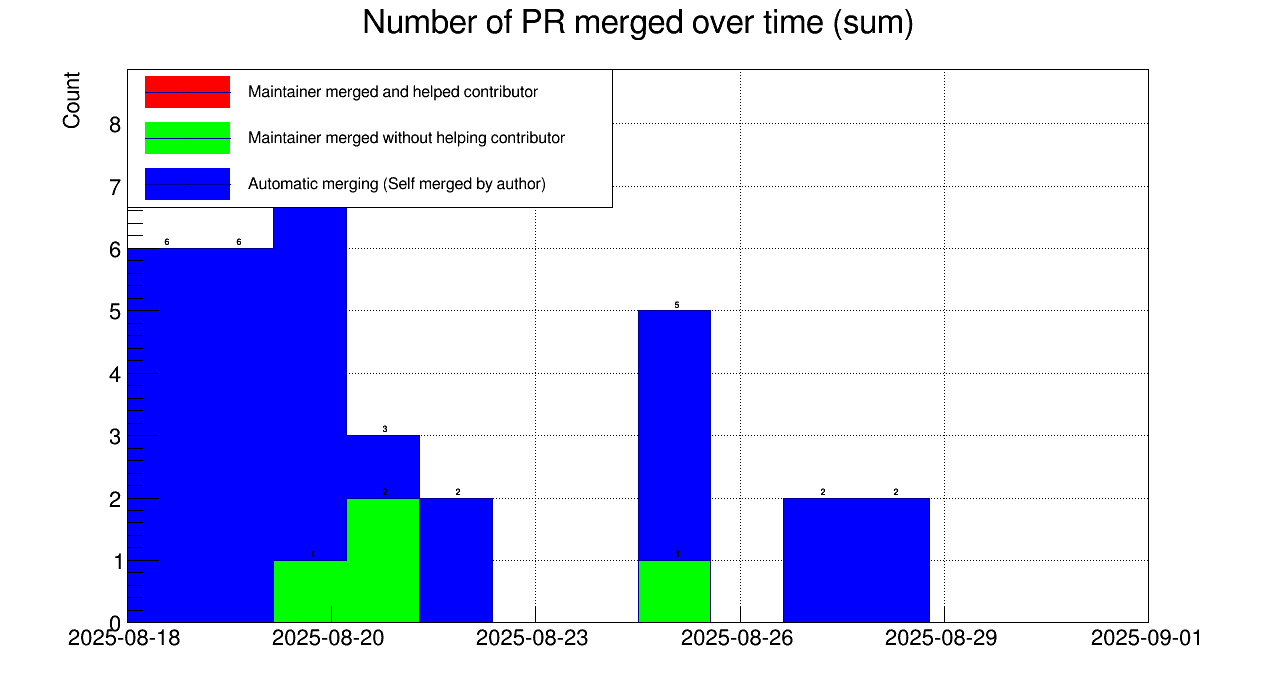 Number of PR merged over time (sum)
Count
Maintainer merged and helped contributor
Maintainer merged without helping contributor
Automatic merging (Self merged by author)
8
7
6
5
4
3
2
1
0
6 6
5
3
2 2 2 2
1 1
2025-08-18 2025-08-20 2025-08-23 2025-08-26 2025-08-29 2025-09-01